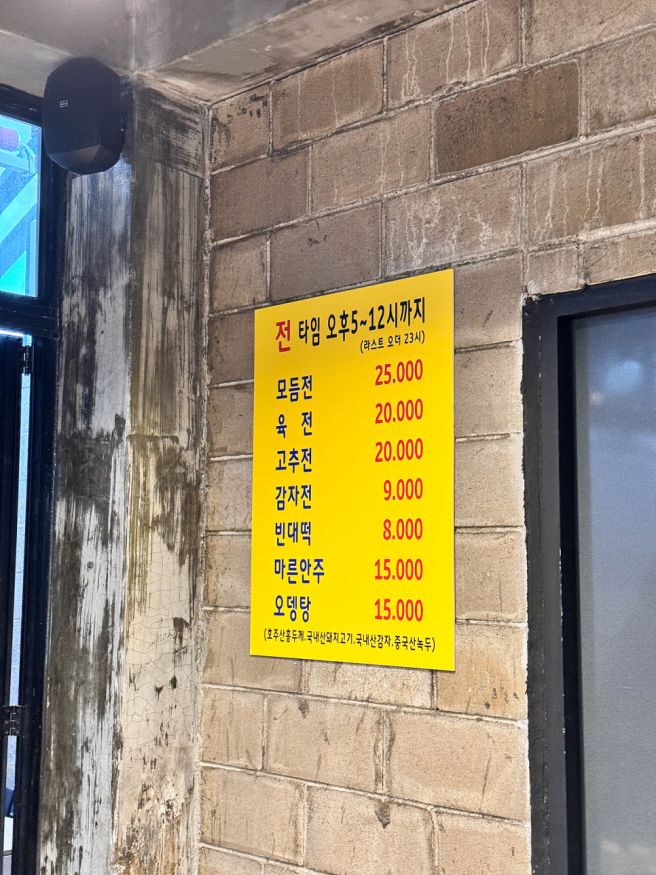 전 타임 오후5~12시까지
(라스트 오더 23시)
모듬전 25.000
육 전 20.000
고추전 20.000
감자전 9.000
빈대떡 8.000
마른안주 15.000
오뎅탕 15.000
(호주산홍두께.국내산돼지고기.국내산감자.중국산녹두)